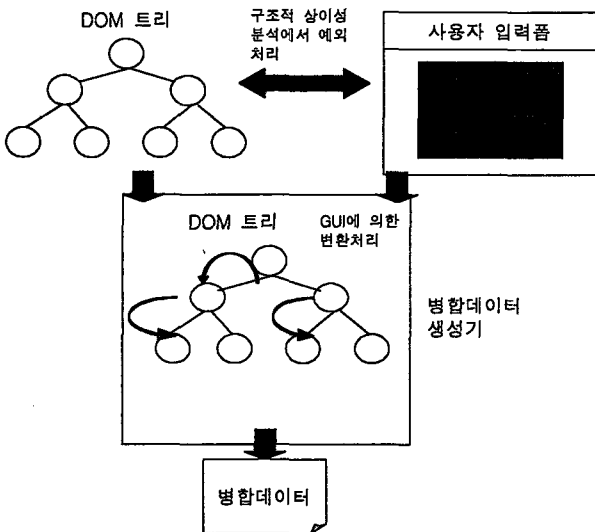 DOM 트리
구조적 상이성
분석에서 예외
처리
사용자 입력폼
DOM 트리
GUI에 의한
변환처리
병합데이터
생성기
병합데이터